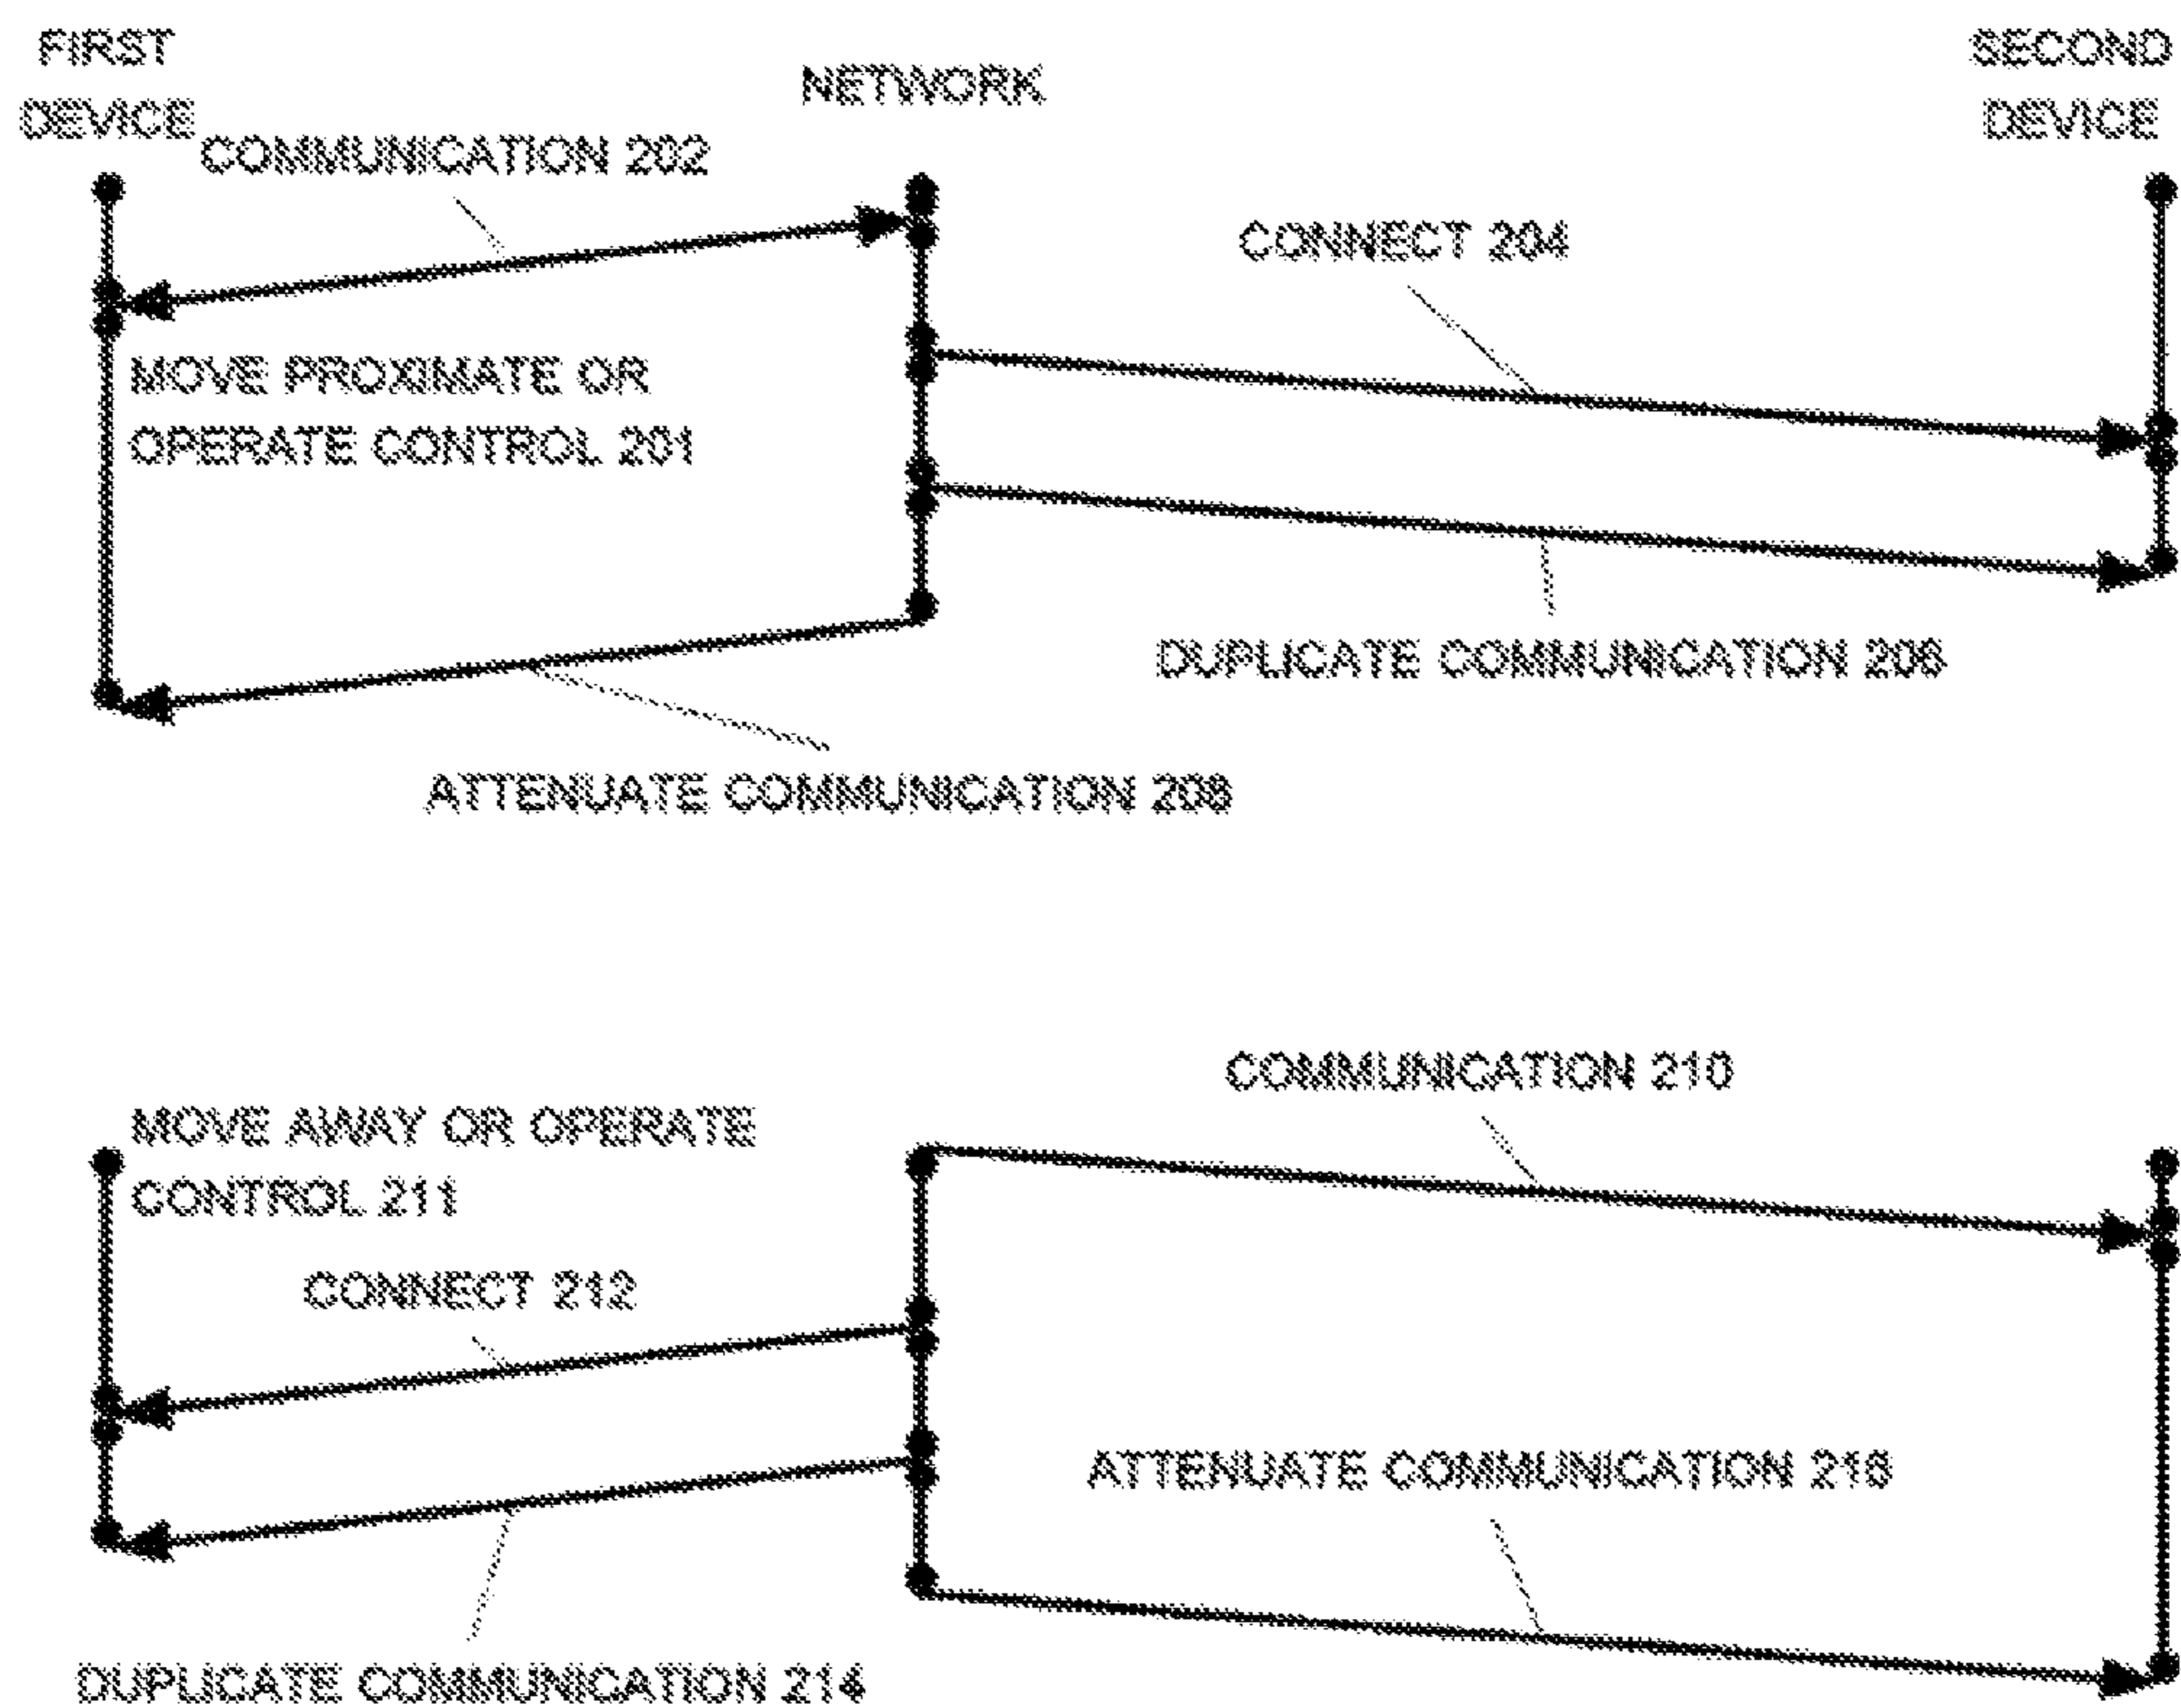 FIRST
DEVICE
NETWORK
SECOND
DEVICE
COMMUNICATION 202
CONNECT 204
MOVE PROXIMATE OR
OPERATE CONTROL 201
DUPLICATE COMMUNICATION 206
ATTENUATE COMMUNICATION 208
COMMUNICATION 210
MOVE AWAY OR OPERATE
CONTROL 211
CONNECT 212
ATTENUATE COMMUNICATION 216
DUPLICATE COMMUNICATION 214